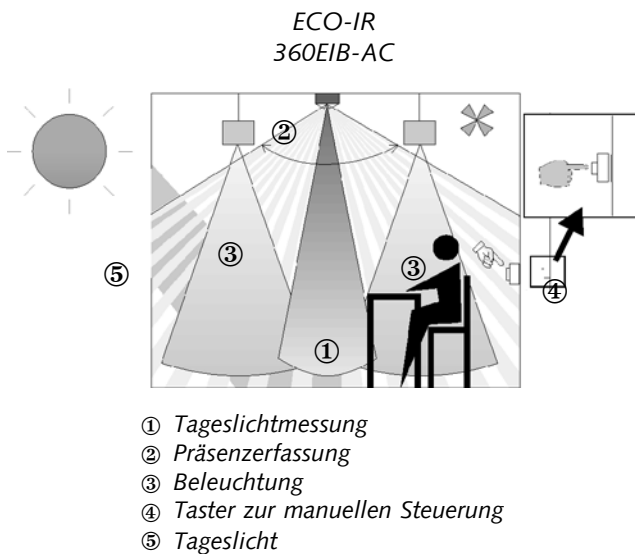 ECO-IR
360EIB-AC
②
③
③
⑤
④
①
① Tageslichtmessung
② Präsenzerfassung
③ Beleuchtung
④ Taster zur manuellen Steuerung
⑤ Tageslicht